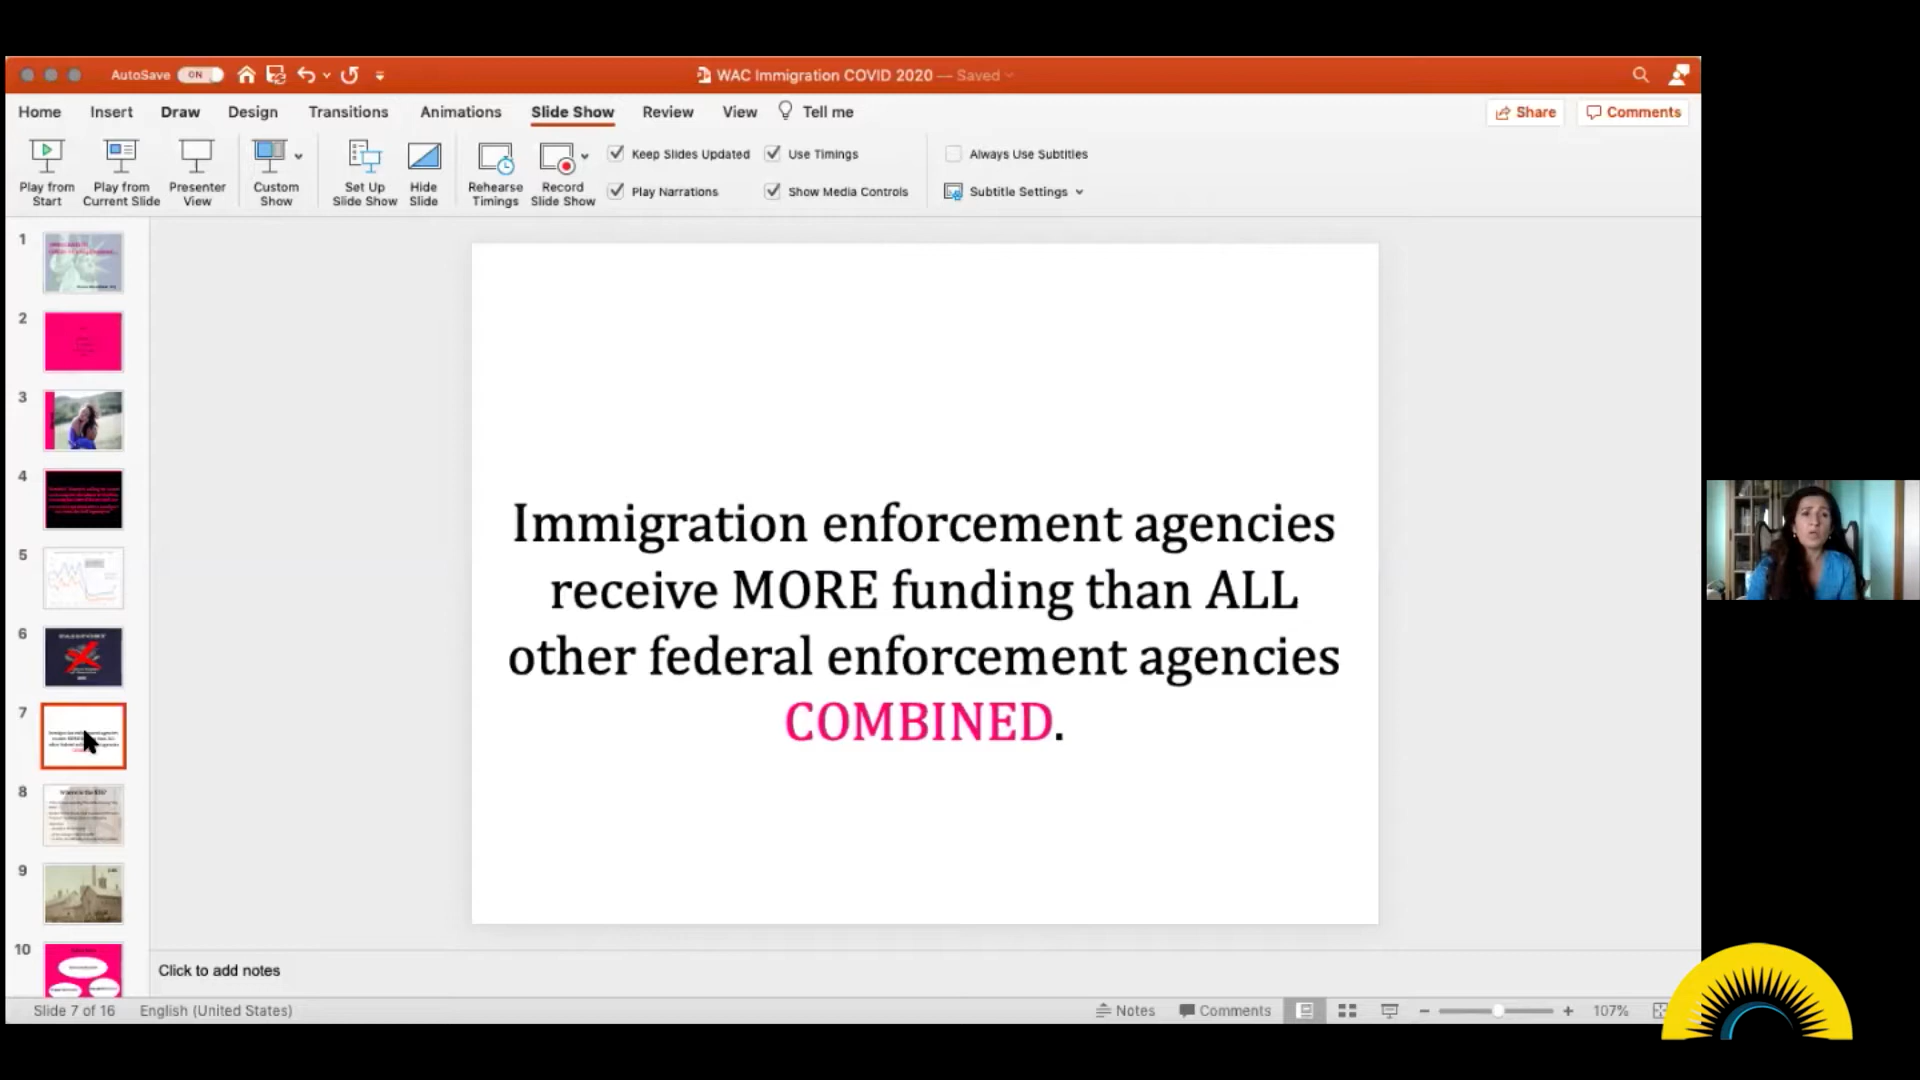 AutoSave ON
WAC Immigration COVID 2020 — Saved
Home Insert Draw Design Transitions Animations Slide Show Review View Tell me
Share Comments
Play from Start
Play from Current Slide
Presenter View
Custom Show
Set Up Slide Show
Hide Slide
Rehearse Timings
Record Slide Show
Keep Slides Updated
Play Narrations
Use Timings
Show Media Controls
Always Use Subtitles
Subtitle Settings
1
2
3
4
5
6
PASSPORT
7
8
9
10
Immigration enforcement agencies
receive MORE funding than ALL
other federal enforcement agencies
COMBINED.
Click to add notes
Slide 7 of 16 English (United States)
Notes Comments 107%